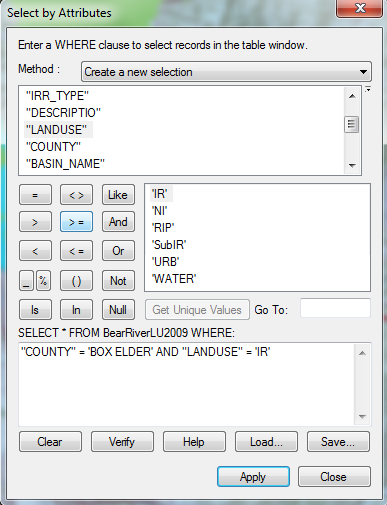 Select by Attributes
X
Enter a WHERE clause to select records in the table window.
Method : Create a new selection
"IRR_TYPE"
"DESCRIPTIO"
"LANDUSE"
"COUNTY"
"BASIN_NAME"
= < > Like
> > = And
< < = Or
_ % ( ) Not
Is In Null
'IR'
'NI'
'RIP'
'SubIR'
'URB'
'WATER'
Get Unique Values Go To:
SELECT * FROM BearRiverLU2009 WHERE:
"COUNTY" = 'BOX ELDER' AND "LANDUSE" = 'IR'
Clear Verify Help Load... Save...
Apply Close